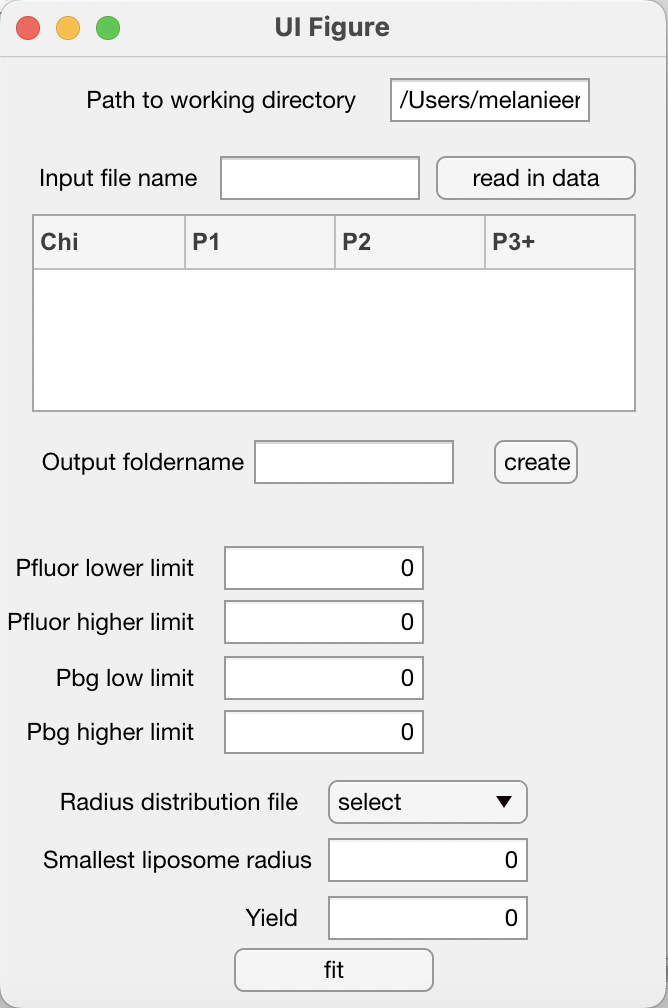 UI Figure
Path to working directory /Users/melanieer
Input file name read in data
Chi P1 P2 P3+
Output foldername create
Pfluor lower limit 0
Pfluor higher limit 0
Pbg low limit 0
Pbg higher limit 0
Radius distribution file select
Smallest liposome radius 0
Yield 0
fit